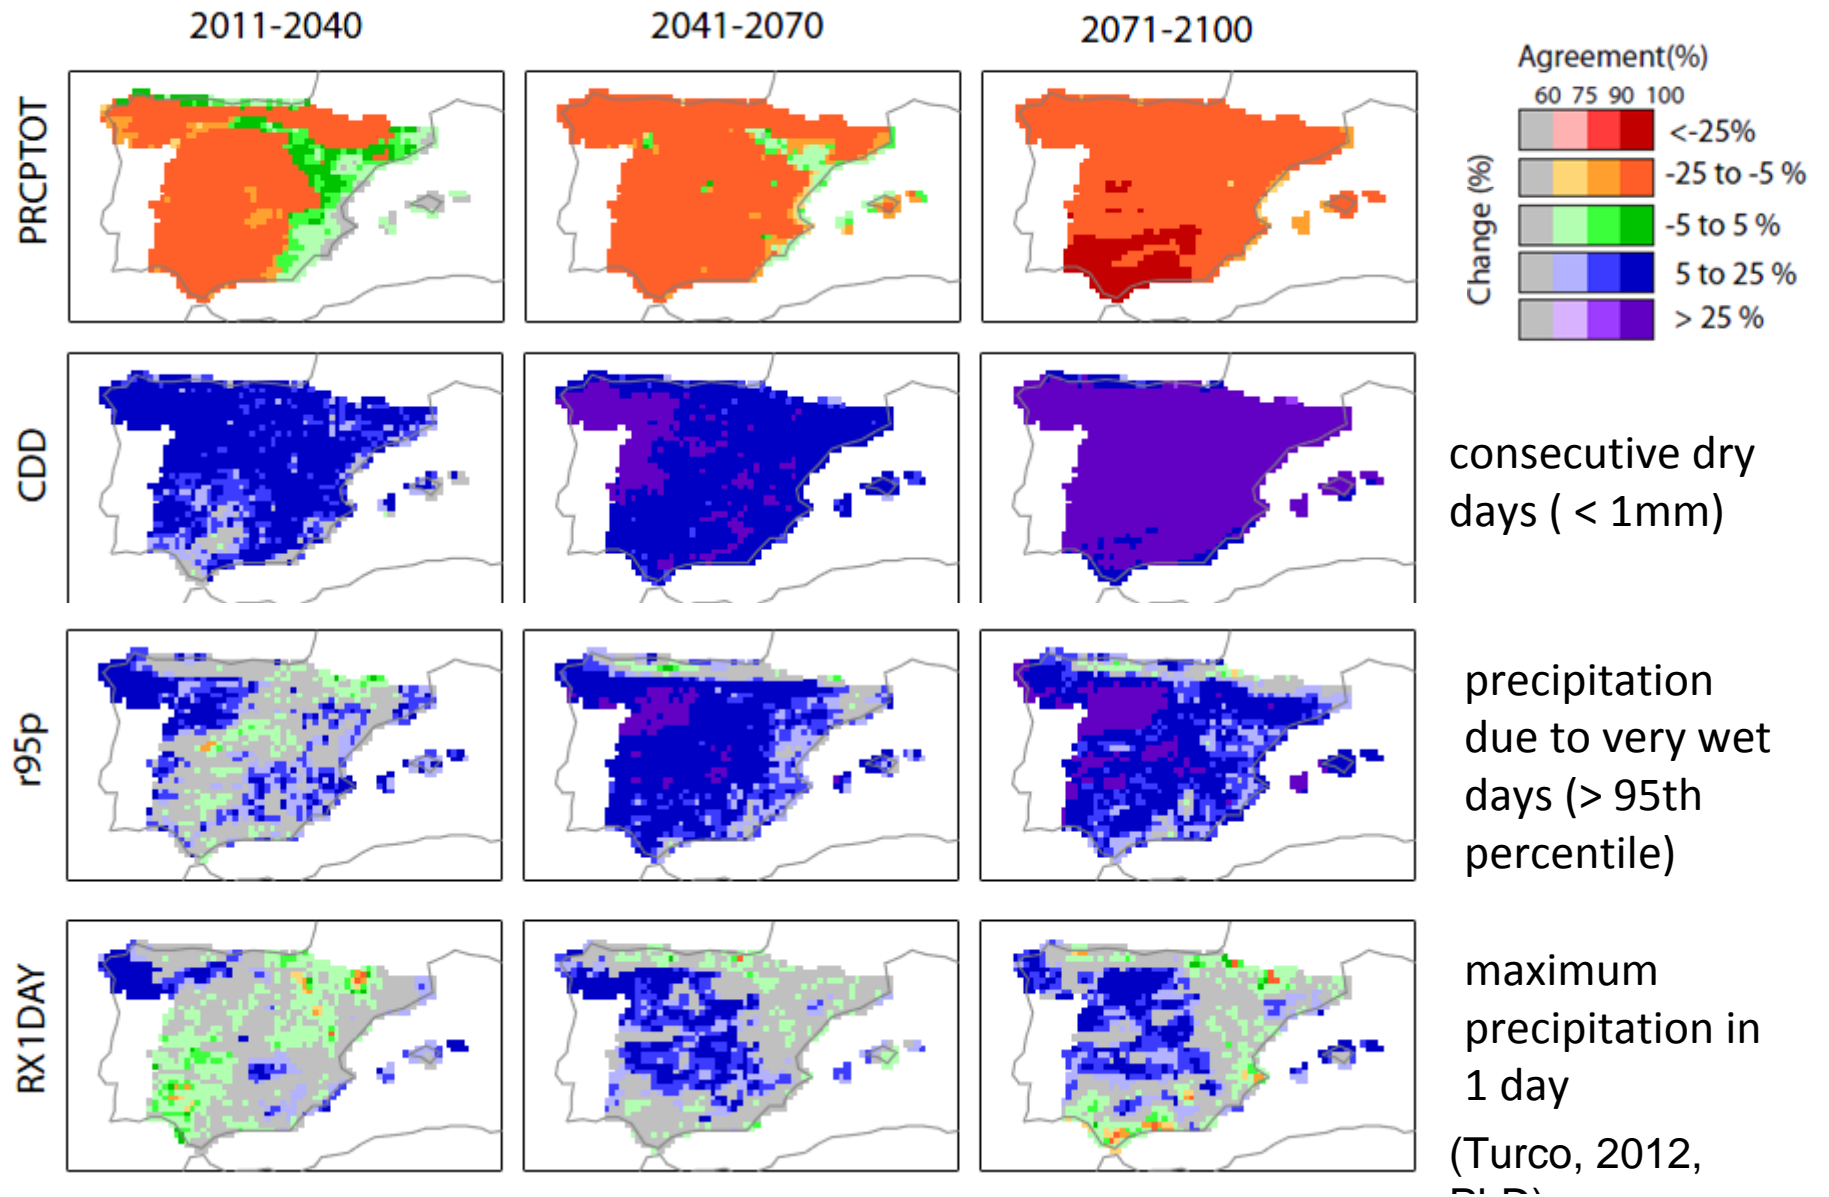 2011-2040
2041-2070
2071-2100
Agreement(%)
60 75 90 100
Change (%)
<-25%
-25 to -5 %
-5 to 5 %
5 to 25 %
> 25 %
PRCPTOT
CDD
consecutive dry
days ( < 1mm)
r95p
precipitation
due to very wet
days (> 95th
percentile)
RX1DAY
maximum
precipitation in
1 day
(Turco, 2012,